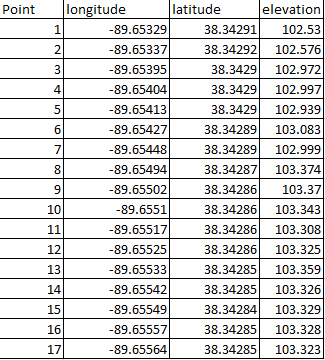 Point longitude latitude elevation
1 -89.65329 38.34291 102.53
2 -89.65337 38.34292 102.576
3 -89.65395 38.3429 102.972
4 -89.65404 38.3429 102.997
5 -89.65413 38.3429 102.939
6 -89.65427 38.34289 103.083
7 -89.65448 38.34289 102.999
8 -89.65494 38.34287 103.374
9 -89.65502 38.34286 103.37
10 -89.6551 38.34286 103.343
11 -89.65517 38.34286 103.308
12 -89.65525 38.34286 103.325
13 -89.65533 38.34286 103.359
14 -89.65542 38.34285 103.326
15 -89.65549 38.34284 103.329
16 -89.65557 38.34285 103.328
17 -89.65564 38.34285 103.323